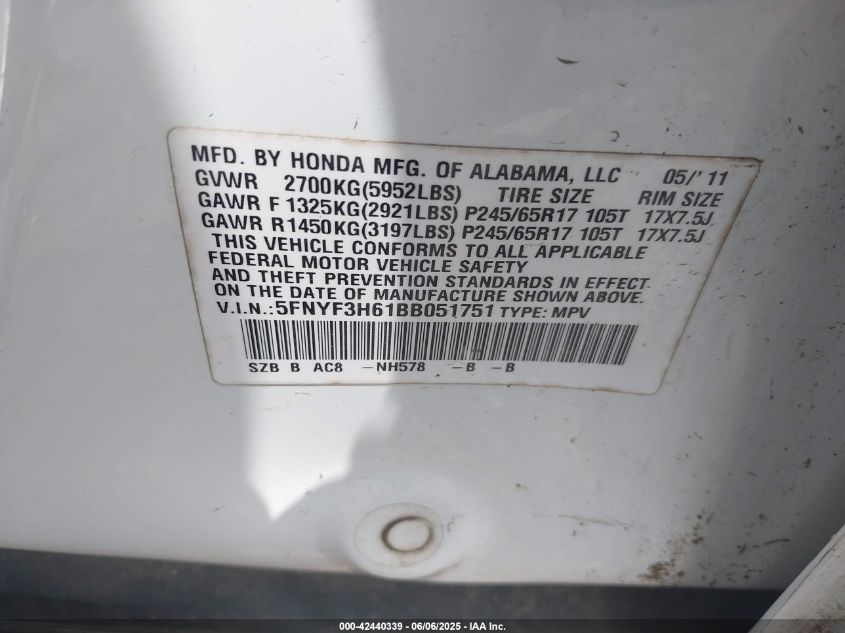 MFD. BY HONDA MFG. OF ALABAMA, LLC 05/'11
GVWR 2700KG(5952LBS) TIRE SIZE RIM SIZE
GAWR F 1325KG(2921LBS) P245/65R17 105T 17X7.5J
GAWR R 1450KG(3197LBS) P245/65R17 105T 17X7.5J
THIS VEHICLE CONFORMS TO ALL APPLICABLE
FEDERAL MOTOR VEHICLE SAFETY
AND THEFT PREVENTION STANDARDS IN EFFECT
ON THE DATE OF MANUFACTURE SHOWN ABOVE.
V.I.N.:5FNYF3H61BB051751 TYPE: MPV
SZB B AC8 -NH578 -B -B
000-42440339 - 06/06/2025 - IAA Inc.